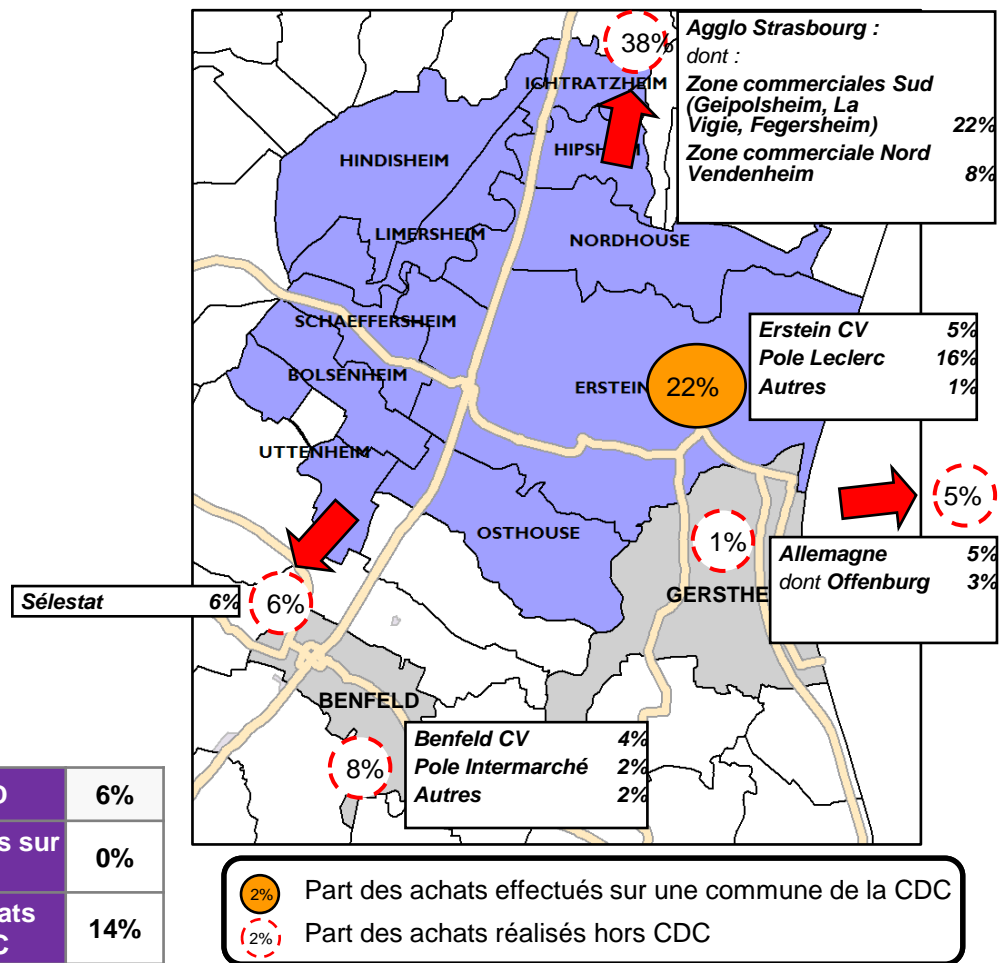 38%
Agglo Strasbourg :
dont :
Zone commerciales Sud
(Geipolsheim, La
Vigie, Fegersheim) 22%
Zone commerciale Nord
Vendenheim 8%
ICHTRATZHEIM
HINDISHEIM
HIPSH
LIMERSHEIM
NORDHOUSE
SCHAEFFERSHEIM
BOLSENHEIM
ERSTEIN
22%
Erstein CV 5%
Pole Leclerc 16%
Autres 1%
UTTENHEIM
5%
OSTHOUSE
1%
Allemagne 5%
dont Offenburg 3%
GERSTHE
Sélestat 6%
6%
BENFELD
8%
Benfeld CV 4%
Pole Intermarché 2%
Autres 2%
6%
s sur
0%
ats
C
14%
2% Part des achats effectués sur une commune de la CDC
2% Part des achats réalisés hors CDC